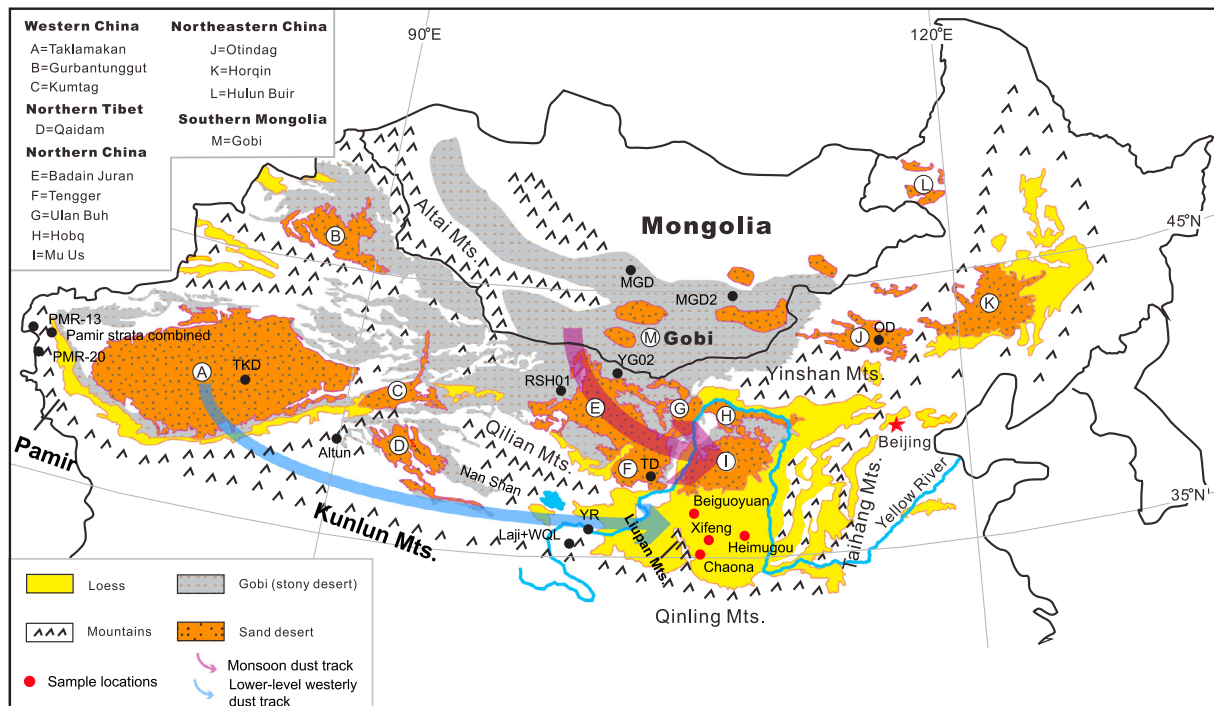 Western China
A=Taklamakan
B=Gurbantunggut
C=Kumtag
Northern Tibet
D=Qaidam
Northern China
E=Badain Juran
F=Tengger
G=Ulan Buh
H=Hobq
I=Mu Us
Northeastern China
J=Otindag
K=Horqin
L=Hulun Buir
Southern Mongolia
M=Gobi
90°E
120°E
45°N
35°N
Altai Mts.
Mongolia
MGD
MGD2
L
B
K
J
OD
M
Gobi
YG02
Yinshan Mts.
PMR-13
Pamir strata combined
PMR-20
A
TKD
C
RSH01
E
G
H
Beijing
Pamir
Altun
D
Qilian Mts.
Nan Shan
F
TD
I
Taihang Mts.
Yellow River
Kunlun Mts.
YR
Laji+WQL
Liupan Mts.
Beiguoyuan
Xifeng
Heimugou
Chaona
Qinling Mts.
Loess
Gobi (stony desert)
Mountains
Sand desert
Monsoon dust track
Sample locations
Lower-level westerly
dust track